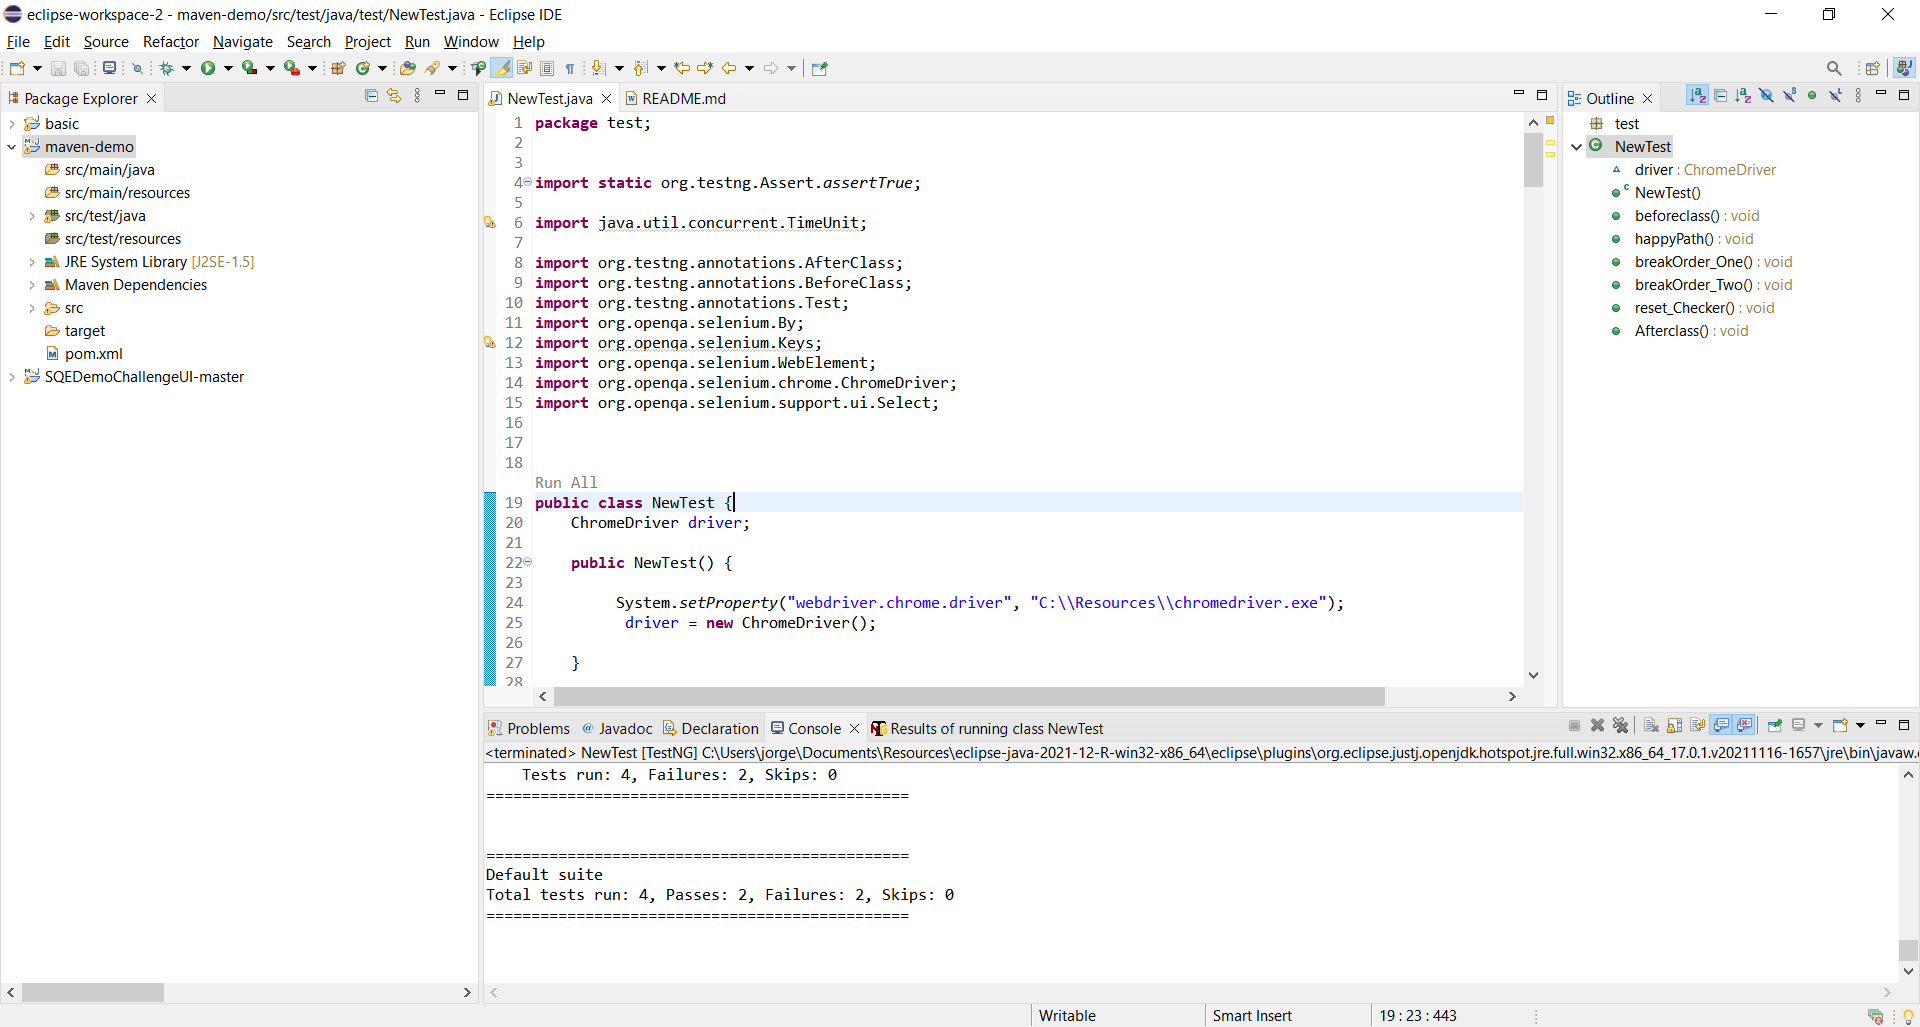 eclipse-workspace-2 - maven-demo/src/test/java/test/NewTest.java - Eclipse IDE
File Edit Source Refactor Navigate Search Project Run Window Help
Package Explorer
basic
maven-demo
src/main/java
src/main/resources
src/test/java
src/test/resources
JRE System Library [J2SE-1.5]
Maven Dependencies
src
target
pom.xml
SQEDemoChallengeUI-master
NewTest.java README.md
1 package test;
2
3
4 import static org.testng.Assert.assertTrue;
5
6 import java.util.concurrent.TimeUnit;
7
8 import org.testng.annotations.AfterClass;
9 import org.testng.annotations.BeforeClass;
10 import org.testng.annotations.Test;
11 import org.openqa.selenium.By;
12 import org.openqa.selenium.Keys;
13 import org.openqa.selenium.WebElement;
14 import org.openqa.selenium.chrome.ChromeDriver;
15 import org.openqa.selenium.support.ui.Select;
16
17
18
Run All
19 public class NewTest {
20 ChromeDriver driver;
21
22 public NewTest() {
23
24 System.setProperty("webdriver.chrome.driver", "C:\\Resources\\chromedriver.exe");
25 driver = new ChromeDriver();
26
27 }
28
Outline
test
NewTest
driver : ChromeDriver
NewTest()
beforeclass() : void
happyPath() : void
breakOrder_One() : void
breakOrder_Two() : void
reset_Checker() : void
Afterclass() : void
Problems @ Javadoc Declaration Console Results of running class NewTest
<terminated> NewTest [TestNG] C:\Users\jorge\Documents\Resources\eclipse-java-2021-12-R-win32-x86_64\eclipse\plugins\org.eclipse.justj.openjdk.hotspot.jre.full.win32.x86_64_17.0.1.v20211116-1657\jre\bin\javaw.
Tests run: 4, Failures: 2, Skips: 0
===============================================
===============================================
Default suite
Total tests run: 4, Passes: 2, Failures: 2, Skips: 0
===============================================
Writable Smart Insert 19 : 23 : 443